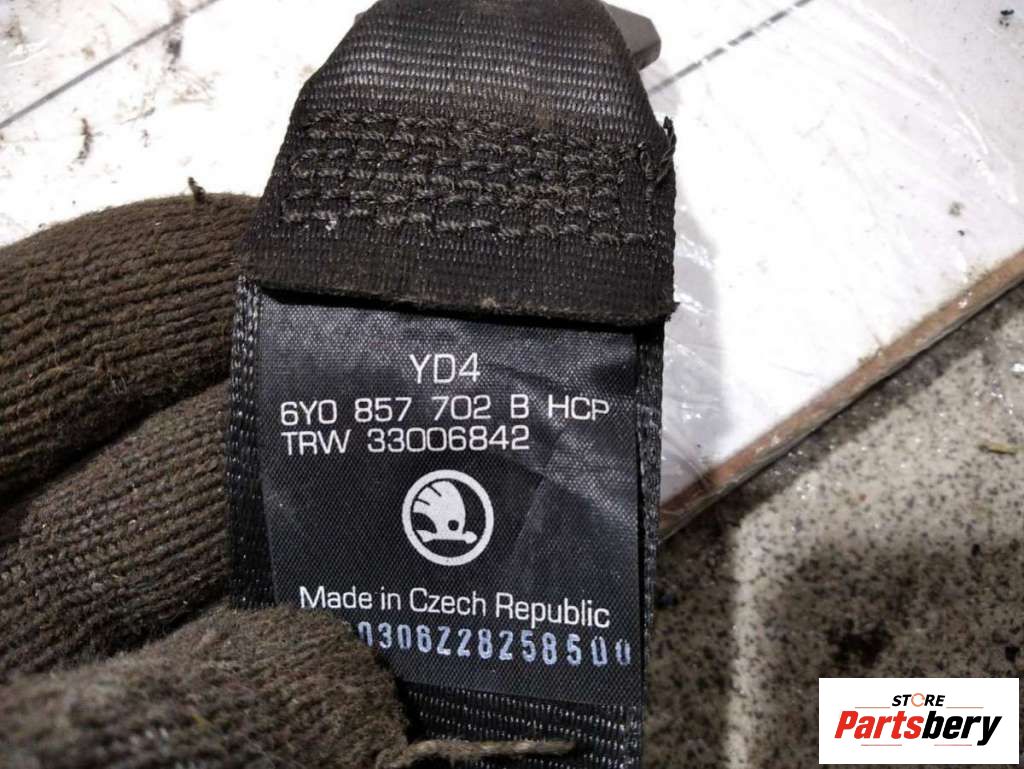 YD4
6Y0 857 702 B HCP
TRW 33006842
Made in Czech Republic
STORE
Partsbery